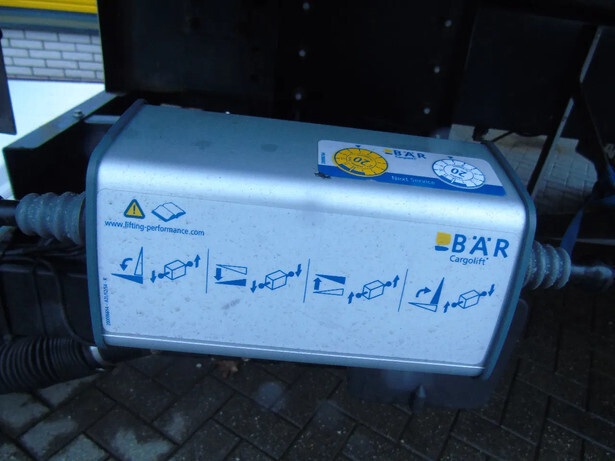 BÄR
20
20
Next Service
www.lifting-performance.com
BÄR
Cargolift